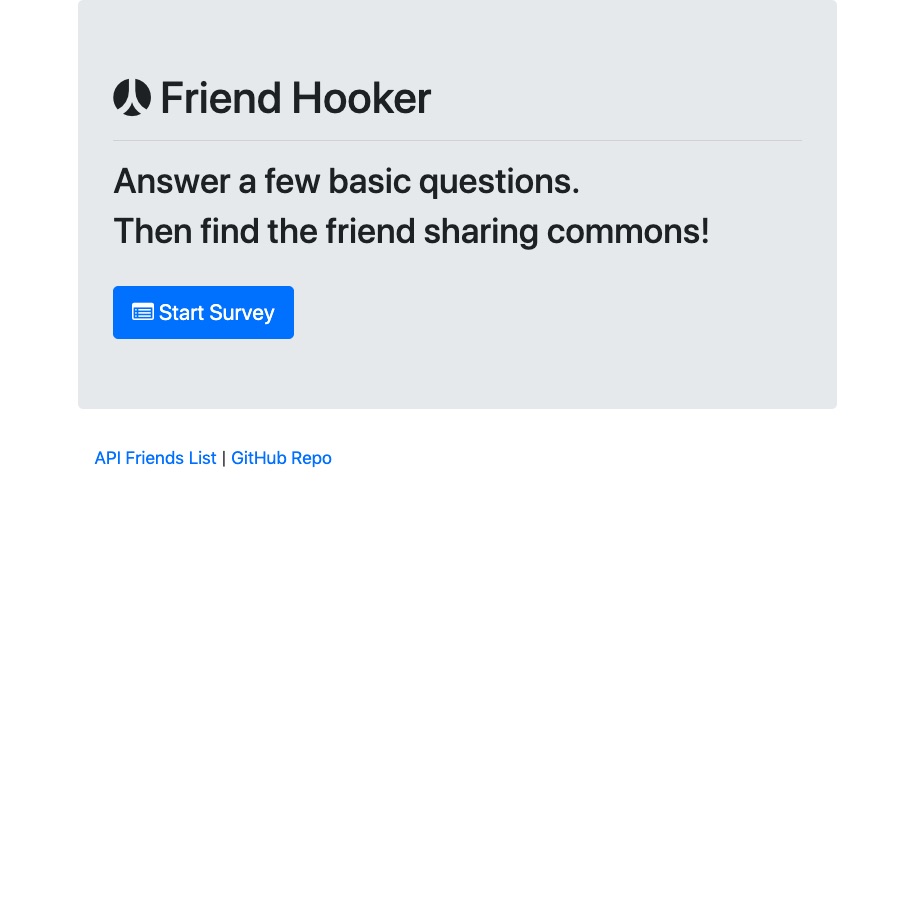 Friend Hooker
Answer a few basic questions.
Then find the friend sharing commons!
Start Survey
API Friends List | GitHub Repo